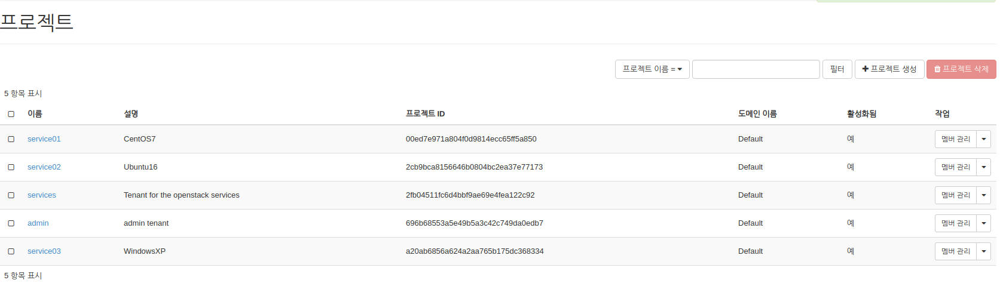 프로젝트
프로젝트 이름 = 필터 프로젝트 생성 프로젝트 삭제
5 항목 표시
이름 설명 프로젝트 ID 도메인 이름 활성화됨 작업
service01 CentOS7 00ed7e971a804f0d9814ecc65ff5a850 Default 예 멤버 관리
service02 Ubuntu16 2cb9bca8156646b0804bc2ea37e77173 Default 예 멤버 관리
services Tenant for the openstack services 2fb04511fc6d4bbf9ae69e4fea122c92 Default 예 멤버 관리
admin admin tenant 696b68553a5e49b5a3c42c749da0edb7 Default 예 멤버 관리
service03 WindowsXP a20ab6856a624a2aa765b175dc368334 Default 예 멤버 관리
5 항목 표시